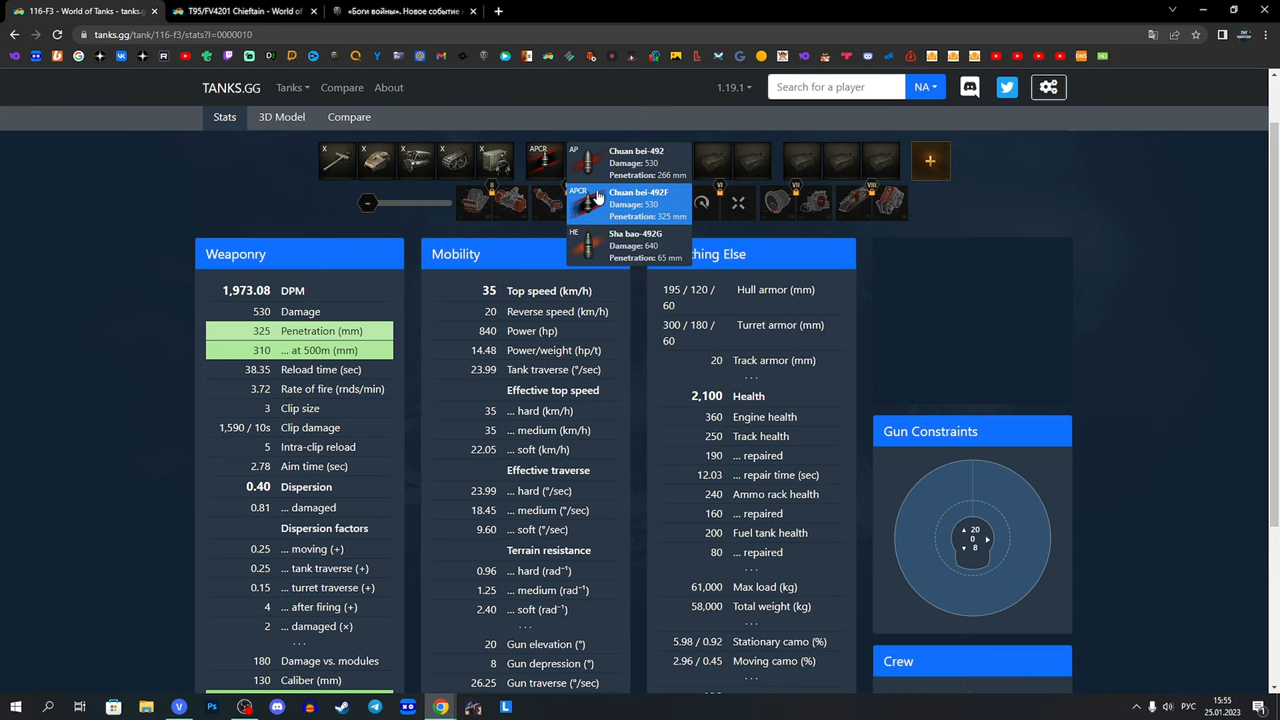 116-F3 - World of Tanks - tanks.g
T95/FV4201 Chieftain - World of
«Боги войны». Новое событие
tanks.gg/tank/116-f3/stats?l=0000010
TANKS.GG
Tanks
Compare
About
1.19.1
Search for a player
NA
Stats
3D Model
Compare
X
X
X
X
X
APCR
AP
Chuan bei-492
Damage: 530
Penetration: 266 mm
APCR
Chuan bei-492F
Damage: 530
Penetration: 325 mm
HE
Sha bao-492G
Damage: 640
Penetration: 65 mm
II
VI
VII
VIII
Weaponry
1,973.08 DPM
530 Damage
325 Penetration (mm)
310 ... at 500m (mm)
38.35 Reload time (sec)
3.72 Rate of fire (rnds/min)
3 Clip size
1,590 / 10s Clip damage
5 Intra-clip reload
2.78 Aim time (sec)
0.40 Dispersion
0.81 ... damaged
Dispersion factors
0.25 ... moving (+)
0.25 ... tank traverse (+)
0.15 ... turret traverse (+)
4 ... after firing (+)
2 ... damaged (×)
. . .
180 Damage vs. modules
130 Caliber (mm)
Mobility
35 Top speed (km/h)
20 Reverse speed (km/h)
840 Power (hp)
14.48 Power/weight (hp/t)
23.99 Tank traverse (°/sec)
Effective top speed
35 ... hard (km/h)
35 ... medium (km/h)
22.05 ... soft (km/h)
Effective traverse
23.99 ... hard (°/sec)
18.45 ... medium (°/sec)
9.60 ... soft (°/sec)
Terrain resistance
0.96 ... hard (rad⁻¹)
1.25 ... medium (rad⁻¹)
2.40 ... soft (rad⁻¹)
. . .
20 Gun elevation (°)
8 Gun depression (°)
26.25 Gun traverse (°/sec)
thing Else
195 / 120 / 60 Hull armor (mm)
300 / 180 / 60 Turret armor (mm)
20 Track armor (mm)
. . .
2,100 Health
360 Engine health
250 Track health
190 ... repaired
12.03 ... repair time (sec)
240 Ammo rack health
160 ... repaired
200 Fuel tank health
80 ... repaired
. . .
61,000 Max load (kg)
58,000 Total weight (kg)
. . .
5.98 / 0.92 Stationary camo (%)
2.96 / 0.45 Moving camo (%)
Gun Constraints
20
0
8
Crew
РУС
15:55
25.01.2023